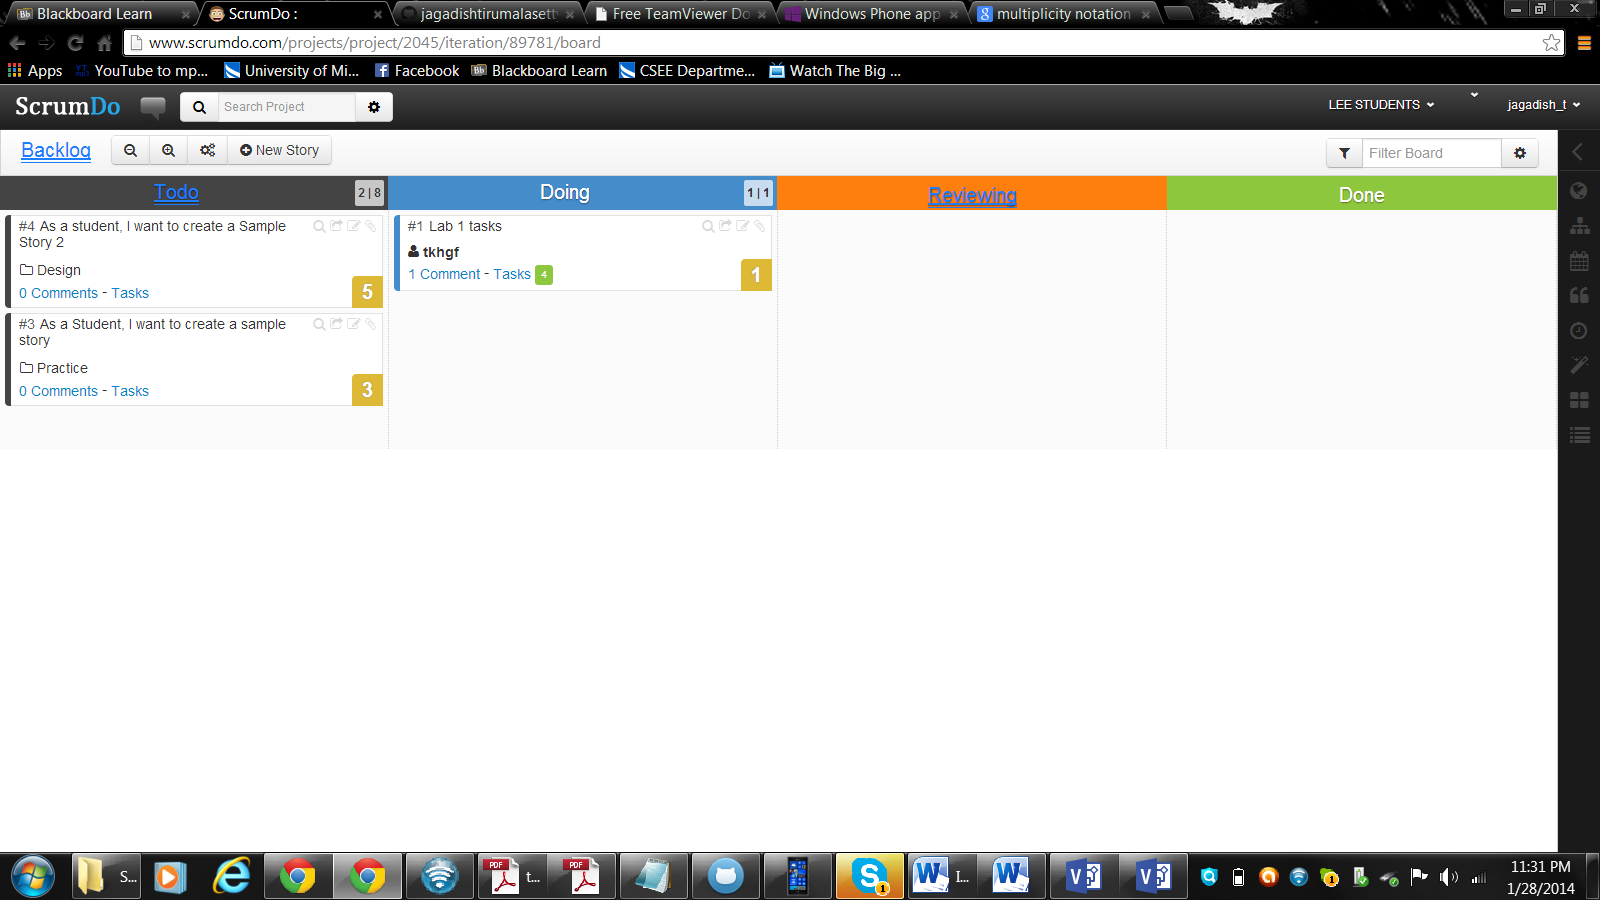 Blackboard Learn
ScrumDo :
jagadishtirumalasett
Free TeamViewer Do
Windows Phone app
multiplicity notation
www.scrumdo.com/projects/project/2045/iteration/89781/board
Apps
YouTube to mp...
University of Mi...
Facebook
Blackboard Learn
CSEE Departme...
Watch The Big ...
ScrumDo
Search Project
LEE STUDENTS
jagadish_t
Backlog
New Story
Filter Board
Todo
2 | 8
Doing
1 | 1
Reviewing
Done
#4 As a student, I want to create a Sample
Story 2
Design
0 Comments - Tasks
5
#3 As a Student, I want to create a sample
story
Practice
0 Comments - Tasks
3
#1 Lab 1 tasks
tkhgf
1 Comment - Tasks 4
1
S...
t...
I...
11:31 PM
1/28/2014